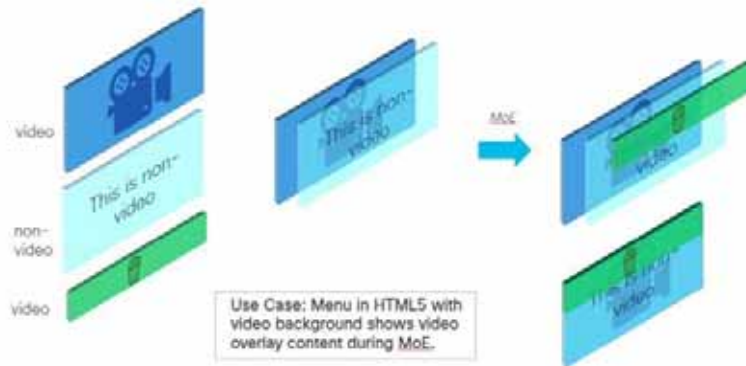 video
This is non-
video
non-
video
video
This is non-
video
MoE
video
This is non-
video
Use Case: Menu in HTML5 with
video background shows video
overlay content during MoE.